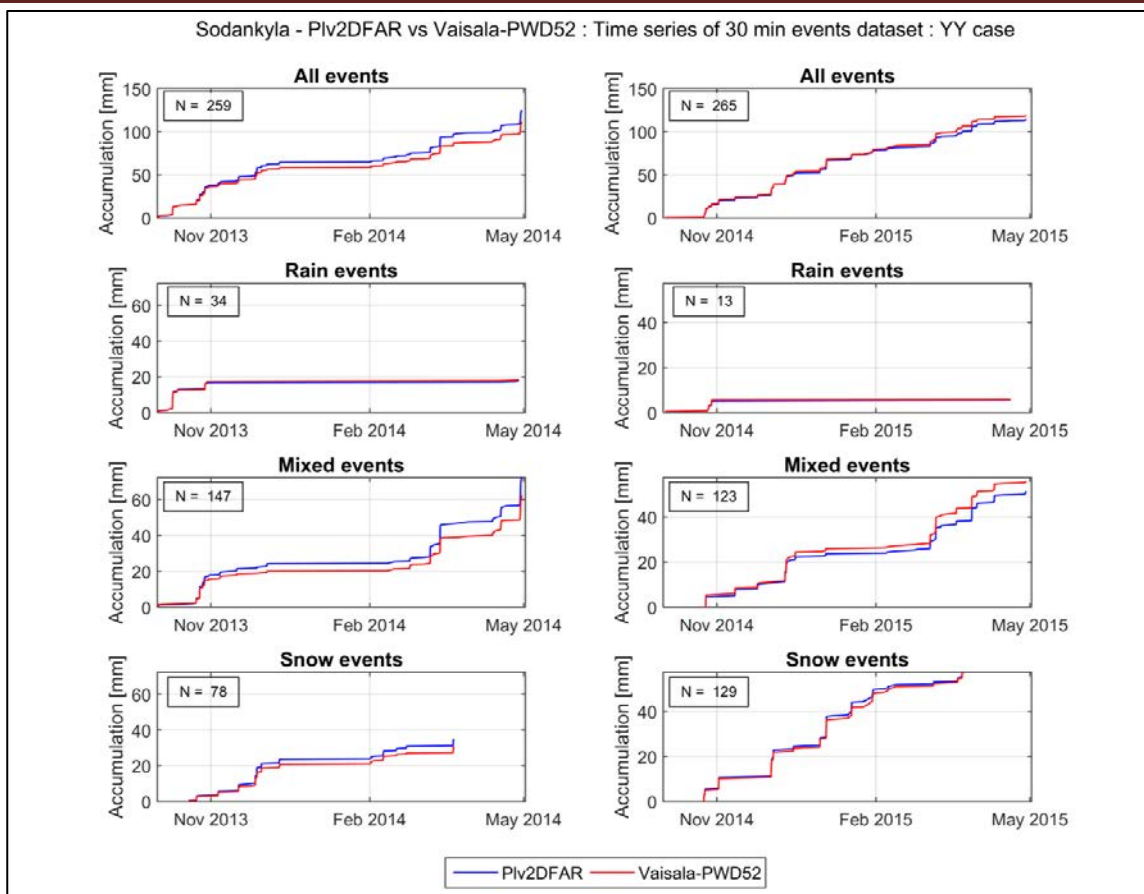 Sodankyla - Plv2DFAR vs Vaisala-PWD52 : Time series of 30 min events dataset : YY case
All events
Accumulation [mm]
150
100
50
0
N = 259
Nov 2013 Feb 2014 May 2014
All events
Accumulation [mm]
150
100
50
0
N = 265
Nov 2014 Feb 2015 May 2015
Rain events
Accumulation [mm]
60
40
20
0
N = 34
Nov 2013 Feb 2014 May 2014
Rain events
Accumulation [mm]
40
20
0
N = 13
Nov 2014 Feb 2015 May 2015
Mixed events
Accumulation [mm]
60
40
20
0
N = 147
Nov 2013 Feb 2014 May 2014
Mixed events
Accumulation [mm]
40
20
0
N = 123
Nov 2014 Feb 2015 May 2015
Snow events
Accumulation [mm]
60
40
20
0
N = 78
Nov 2013 Feb 2014 May 2014
Snow events
Accumulation [mm]
40
20
0
N = 129
Nov 2014 Feb 2015 May 2015
Plv2DFAR Vaisala-PWD52